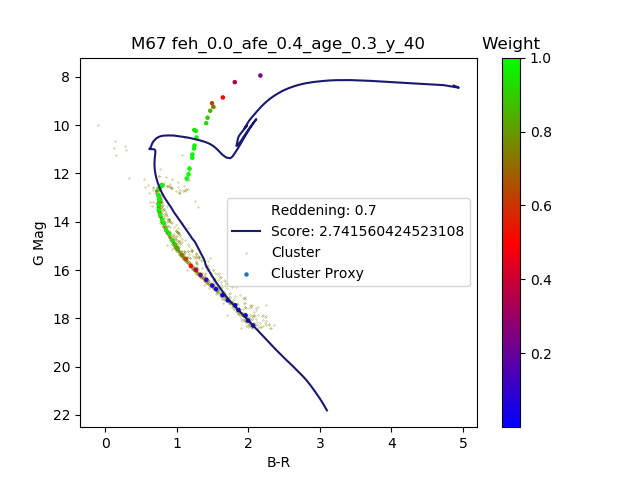 M67 feh_0.0_afe_0.4_age_0.3_y_40
Weight
8
10
12
14
16
18
20
22
G Mag
0
1
2
3
4
5
B-R
Reddening: 0.7
Score: 2.741560424523108
Cluster
Cluster Proxy
1.0
0.8
0.6
0.4
0.2